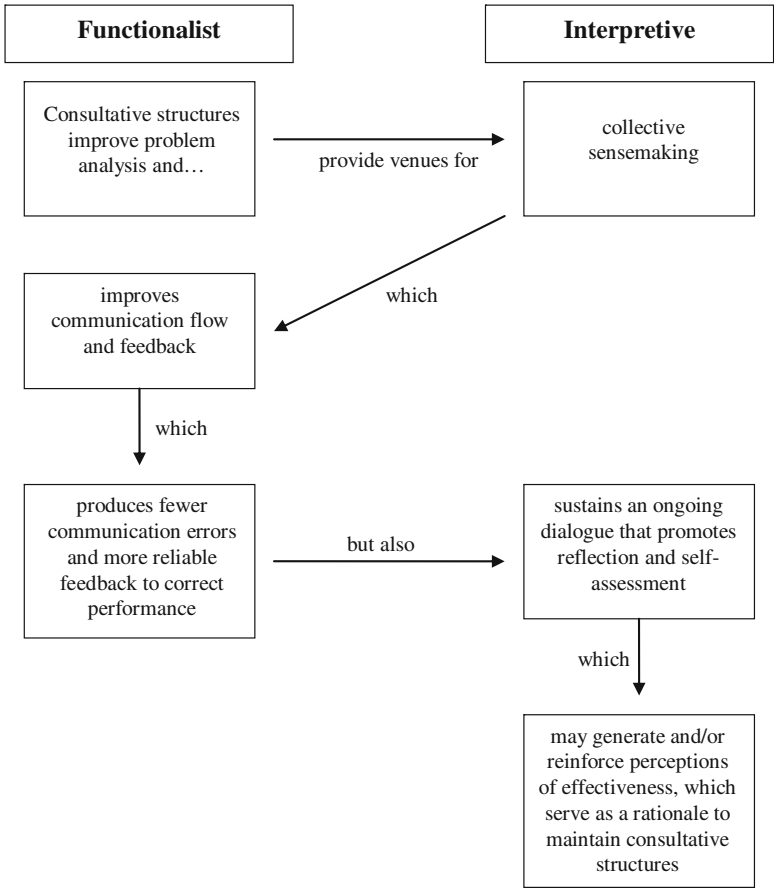 Functionalist
Interpretive
Consultative structures
improve problem
analysis and…
provide venues for
collective
sensemaking
which
improves
communication flow
and feedback
which
produces fewer
communication errors
and more reliable
feedback to correct
performance
but also
sustains an ongoing
dialogue that promotes
reflection and self-
assessment
which
may generate and/or
reinforce perceptions
of effectiveness, which
serve as a rationale to
maintain consultative
structures